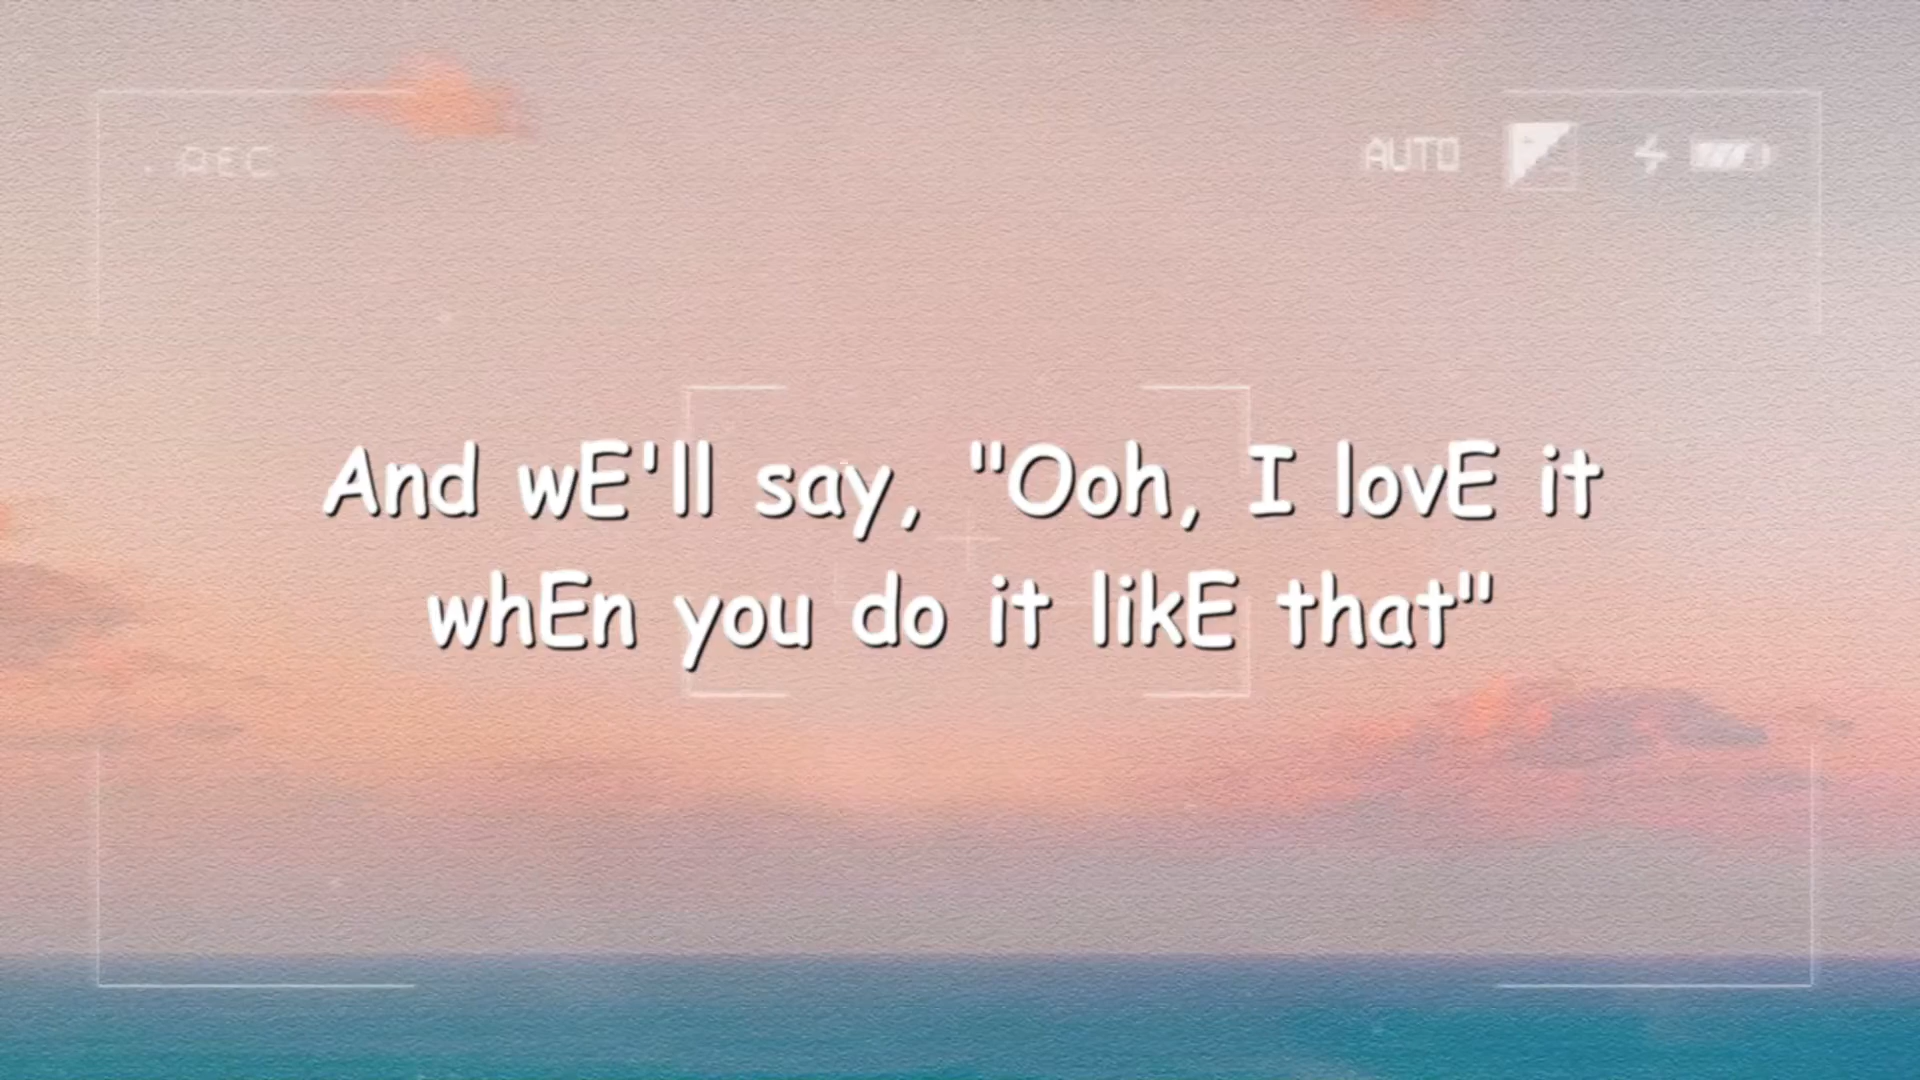 REC
AUTO
And wE'll say, "Ooh, I lovE it
whEn you do it likE that"